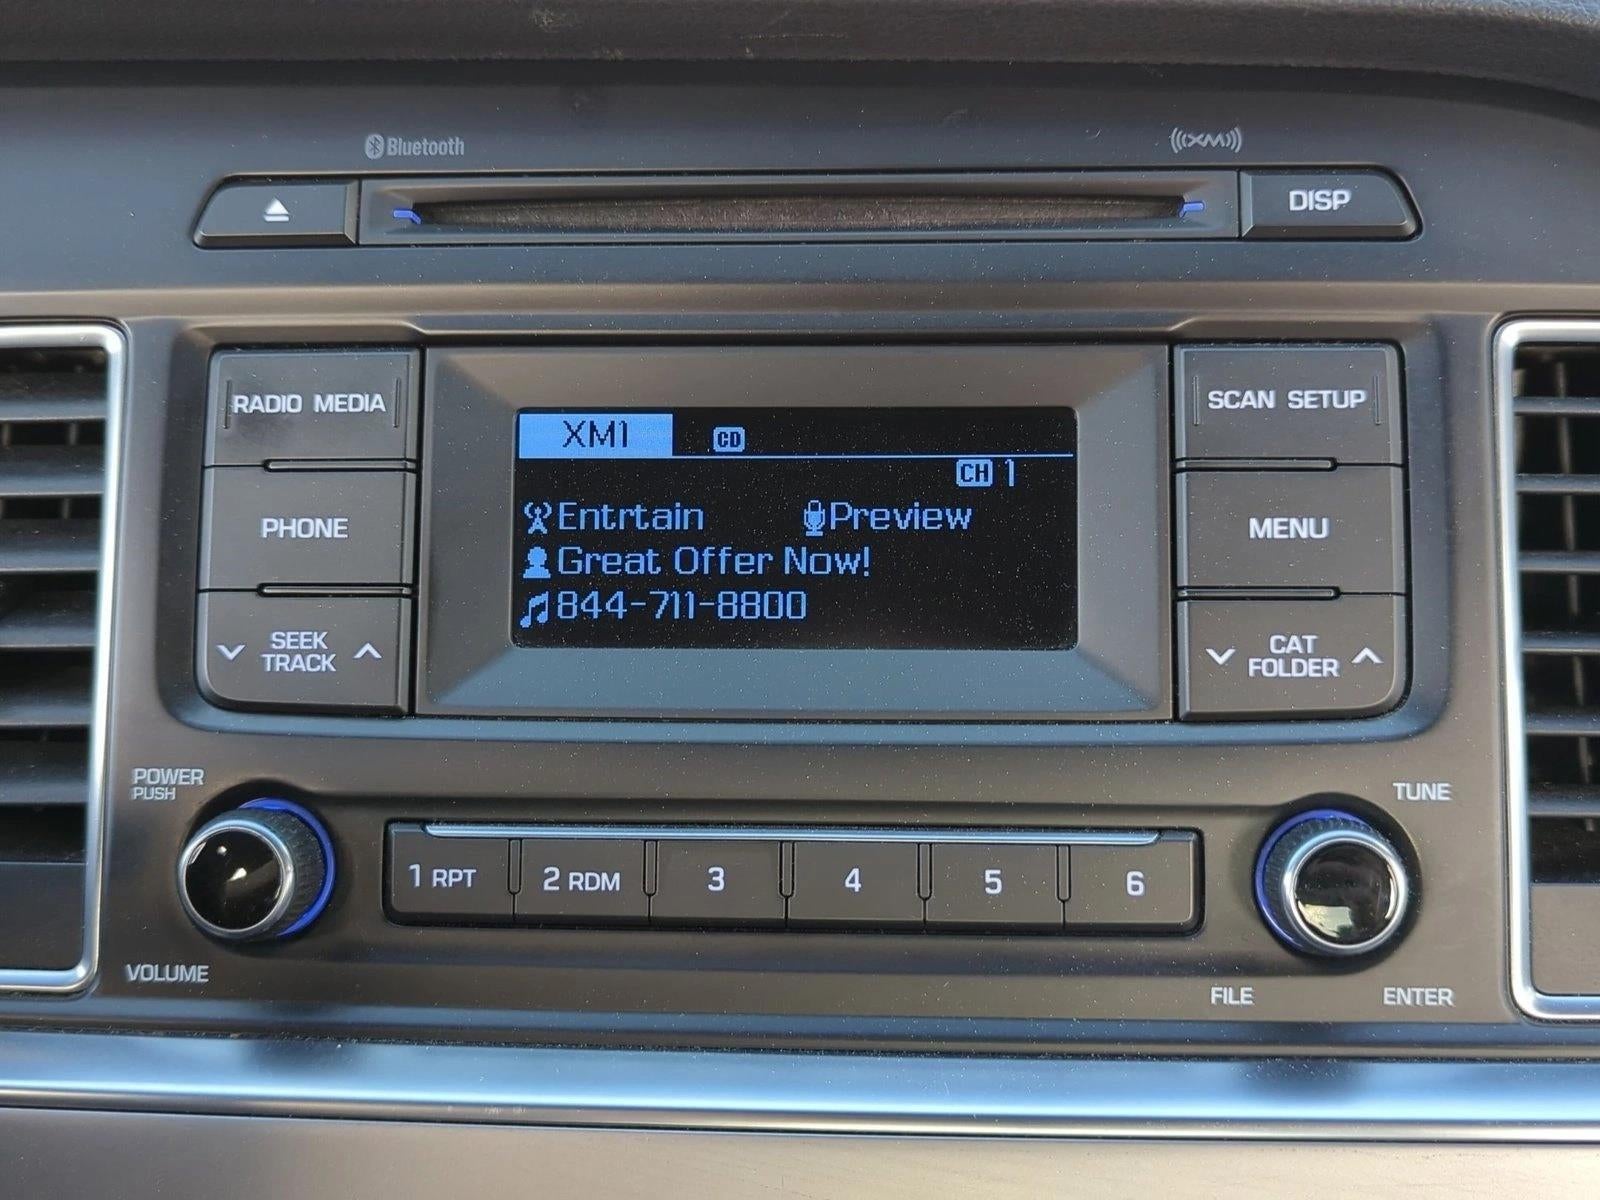 Bluetooth
((XM))
DISP
RADIO MEDIA
SCAN SETUP
XM1 CD
CH 1
Entrtain Preview
Great Offer Now!
844-711-8800
PHONE
MENU
SEEK
TRACK
CAT
FOLDER
POWER
PUSH
TUNE
1 RPT 2 RDM 3 4 5 6
VOLUME
FILE
ENTER